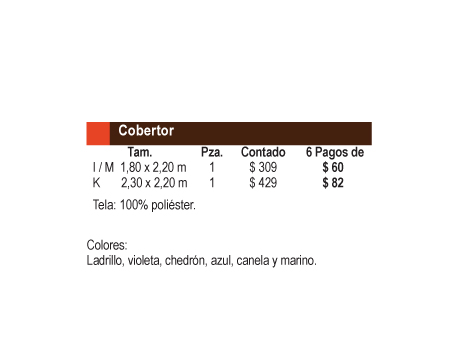 Cobertor
Tam. Pza. Contado 6 Pagos de
I / M 1,80 x 2,20 m 1 $ 309 $ 60
K 2,30 x 2,20 m 1 $ 429 $ 82
Tela: 100% poliéster.
Colores:
Ladrillo, violeta, chedrón, azul, canela y marino.